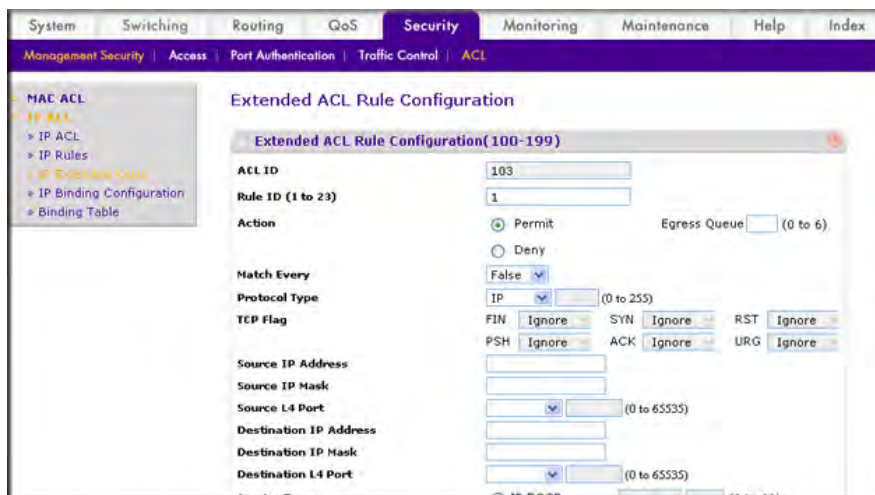 System Switching Routing QoS Security Monitoring Maintenance Help Index
Management Security | Access | Port Authentication | Traffic Control | ACL
MAC ACL
IP ACL
» IP ACL
» IP Rules
» IP Extended Rules
» IP Binding Configuration
» Binding Table
Extended ACL Rule Configuration
Extended ACL Rule Configuration(100-199)
ACL ID 103
Rule ID (1 to 23) 1
Action Permit Egress Queue (0 to 6)
Deny
Match Every False
Protocol Type IP (0 to 255)
TCP Flag FIN Ignore SYN Ignore RST Ignore
PSH Ignore ACK Ignore URG Ignore
Source IP Address
Source IP Mask
Source L4 Port (0 to 65535)
Destination IP Address
Destination IP Mask
Destination L4 Port (0 to 65535)